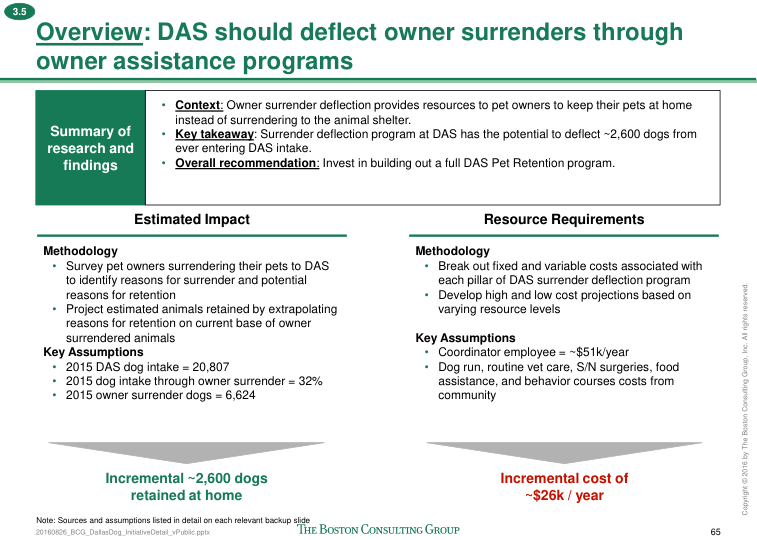 3.5
Overview: DAS should deflect owner surrenders through
owner assistance programs
Summary of
research and
findings
• Context: Owner surrender deflection provides resources to pet owners to keep their pets at home
instead of surrendering to the animal shelter.
• Key takeaway: Surrender deflection program at DAS has the potential to deflect ~2,600 dogs from
ever entering DAS intake.
• Overall recommendation: Invest in building out a full DAS Pet Retention program.
Estimated Impact
Methodology
• Survey pet owners surrendering their pets to DAS
to identify reasons for surrender and potential
reasons for retention
• Project estimated animals retained by extrapolating
reasons for retention on current base of owner
surrendered animals
Key Assumptions
• 2015 DAS dog intake = 20,807
• 2015 dog intake through owner surrender = 32%
• 2015 owner surrender dogs = 6,624
Incremental ~2,600 dogs
retained at home
Resource Requirements
Methodology
• Break out fixed and variable costs associated with
each pillar of DAS surrender deflection program
• Develop high and low cost projections based on
varying resource levels
Key Assumptions
• Coordinator employee = ~$51k/year
• Dog run, routine vet care, S/N surgeries, food
assistance, and behavior courses costs from
community
Incremental cost of
~$26k / year
Note: Sources and assumptions listed in detail on each relevant backup slide
20160826_BCG_DallasDog_InitiativeDetail_vPublic.pptx
THE BOSTON CONSULTING GROUP
65
Copyright © 2016 by The Boston Consulting Group, Inc. All rights reserved.